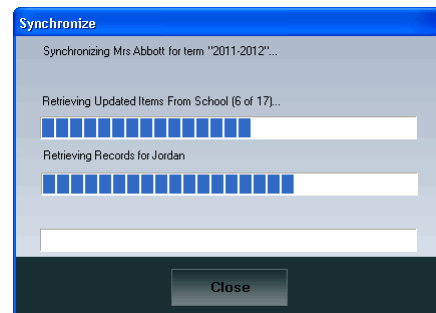 Synchronize
Synchronizing Mrs Abbott for term "2011-2012"...
Retrieving Updated Items From School (6 of 17)...
Retrieving Records for Jordan
Close